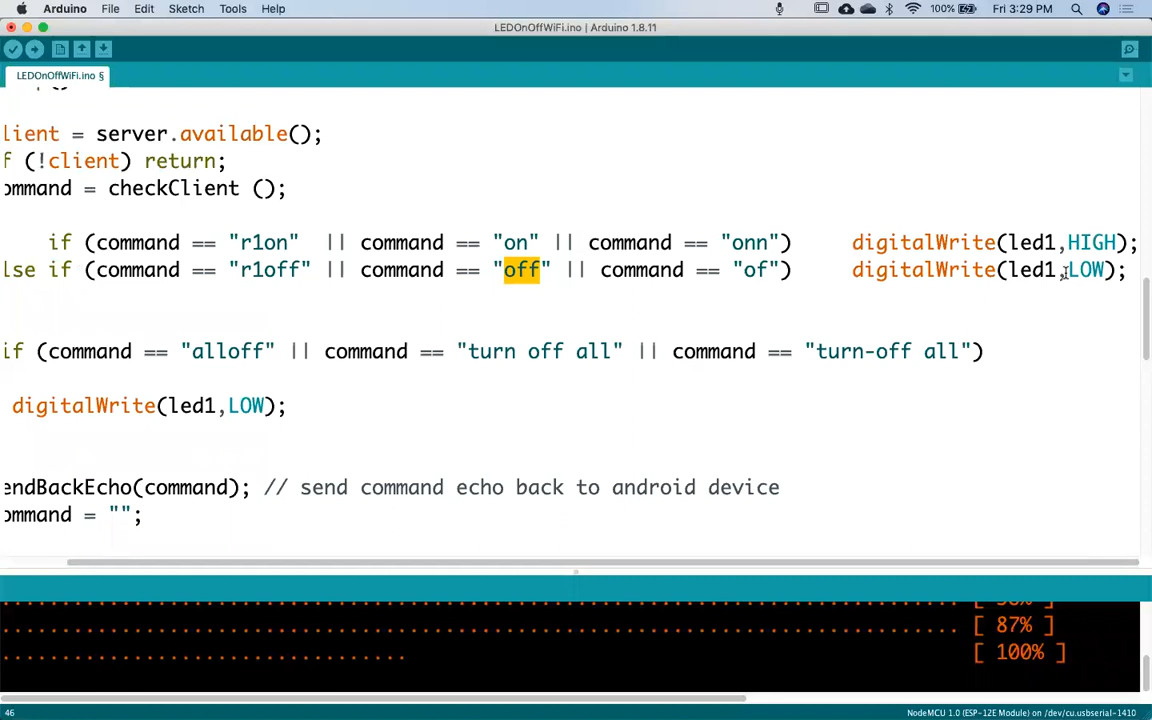 Arduino File Edit Sketch Tools Help 100% Fri 3:29 PM
LEDOnOffWiFi.ino | Arduino 1.8.11
LEDOnOffWiFi.ino §
lient = server.available();
f (!client) return;
ommand = checkClient ();
if (command == "r1on" || command == "on" || command == "onn") digitalWrite(led1,HIGH);
lse if (command == "r1off" || command == "off" || command == "of") digitalWrite(led1,LOW);
if (command == "alloff" || command == "turn off all" || command == "turn-off all")
digitalWrite(led1,LOW);
endBackEcho(command); // send command echo back to android device
ommand = "";
............................................................................... [ %  ]
............................................................................... [ 87% ]
.................................. [ 100% ]
46 NodeMCU 1.0 (ESP-12E Module) on /dev/cu.usbserial-1410